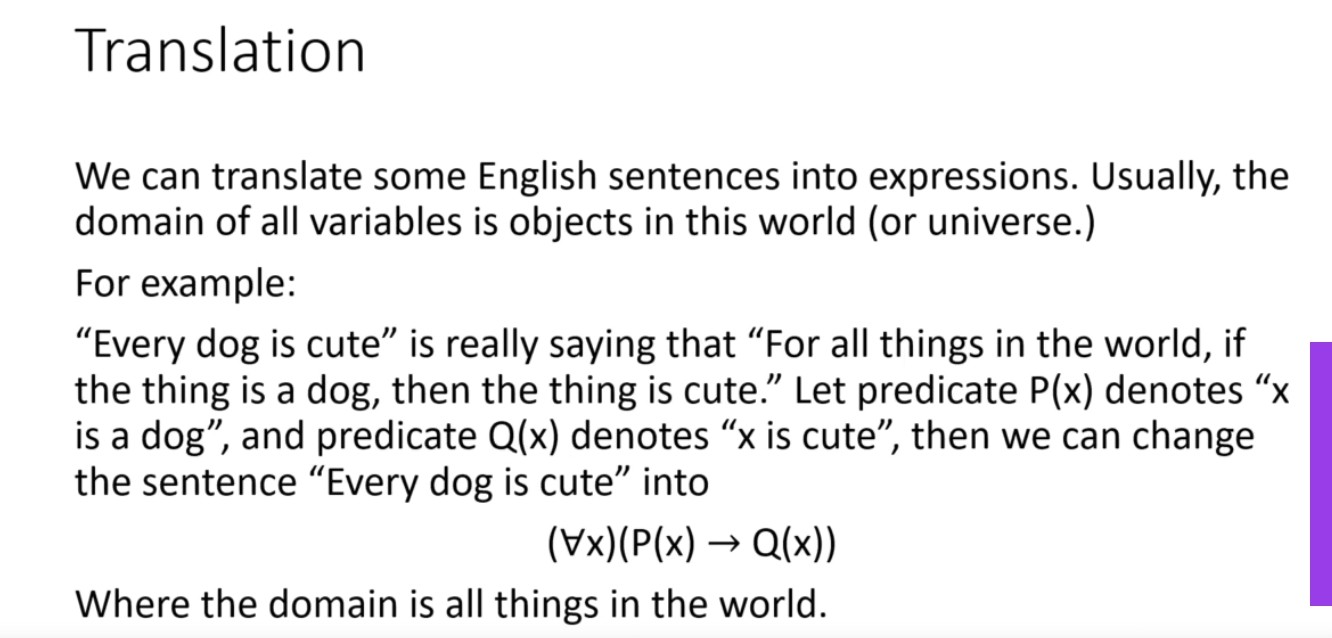 Translation
We can translate some English sentences into expressions. Usually, the
domain of all variables is objects in this world (or universe.)
For example:
“Every dog is cute” is really saying that “For all things in the world, if
the thing is a dog, then the thing is cute.” Let predicate P(x) denotes “x
is a dog”, and predicate Q(x) denotes “x is cute”, then we can change
the sentence “Every dog is cute” into
(∀x)(P(x) → Q(x))
Where the domain is all things in the world.